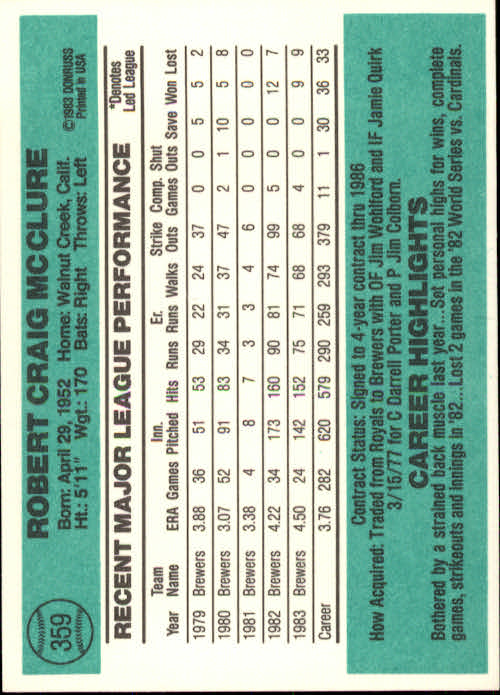 359
ROBERT CRAIG McCLURE
Born: April 29, 1952 Home: Walnut Creek, Calif.
Ht.: 5'11" Wgt.: 170 Bats: Right Throws: Left
©1983 DONRUSS
Printed in USA
RECENT MAJOR LEAGUE PERFORMANCE
*Denotes
Led League
Team Inn. Er. Strike Comp. Shut
Year Name ERA Games Pitched Hits Runs Runs Walks Outs Games Outs Save Won Lost
1979 Brewers 3.88 36 51 53 29 22 24 37 0 0 5 5 2
1980 Brewers 3.07 52 91 83 34 31 37 47 2 1 10 5 8
1981 Brewers 3.38 4 8 7 3 3 4 6 0 0 0 0 0
1982 Brewers 4.22 34 173 160 90 81 74 99 5 0 0 12 7
1983 Brewers 4.50 24 142 152 75 71 68 68 4 0 0 9 9
Career 3.76 282 620 579 290 259 293 379 11 1 30 36 33
Contract Status: Signed to 4-year contract thru 1986
How Acquired: Traded from Royals to Brewers with OF Jim Wohlford and IF Jamie Quirk
3/15/77 for C Darrell Porter and P Jim Colborn.
CAREER HIGHLIGHTS
Bothered by a strained back muscle last year...Set personal highs for wins, complete
games, strikeouts and innings in '82...Lost 2 games in the '82 World Series vs. Cardinals.